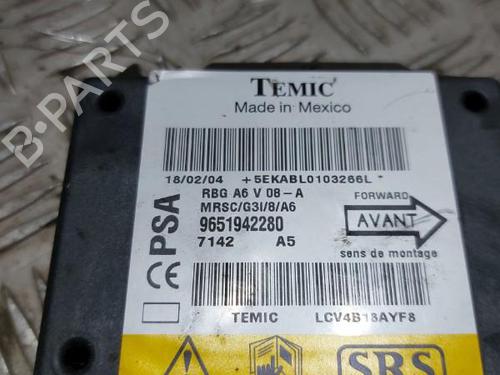 B-PARTS
TEMIC
Made in Mexico
18/02/04 +5EKABL0103266L*
RBG A6 V 08-A
MRSC/G3I/8/A6
9651942280
7142 A5
PSA
CE
FORWARD
AVANT
sens de montage
TEMIC LCV4B18AYF8
SRS